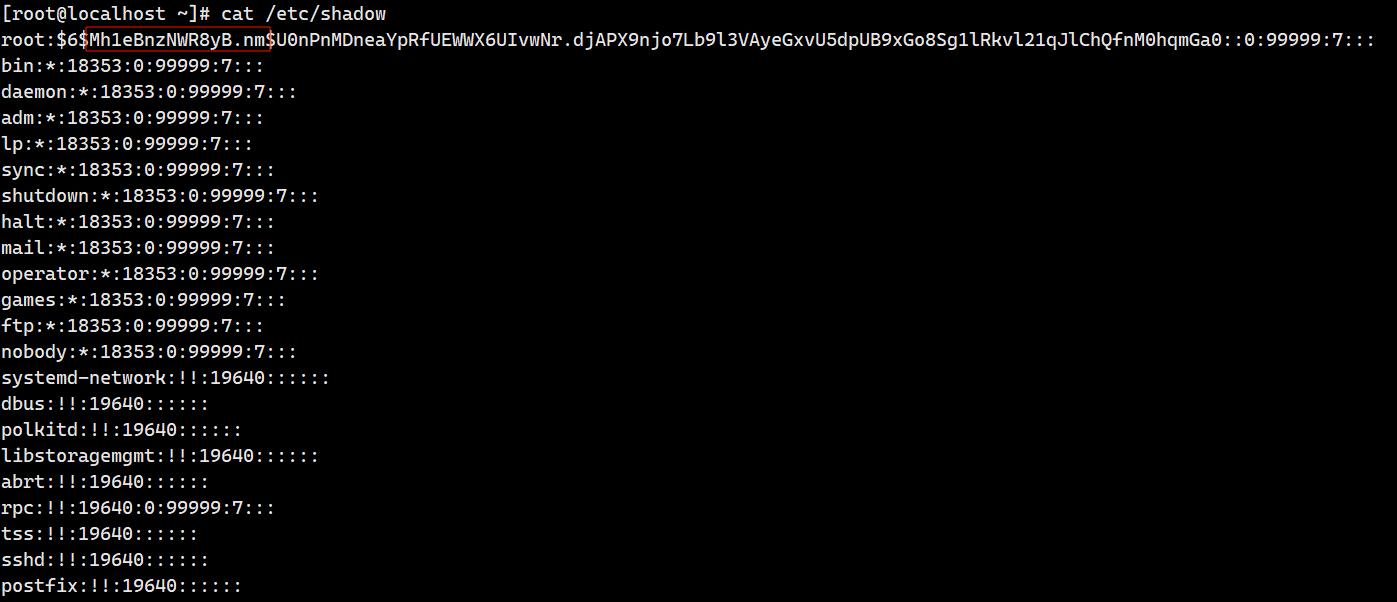 [root@localhost ~]# cat /etc/shadow
root:$6$Mh1eBnzNWR8yB.nm$U0nPnMDneaYpRfUEWWX6UIvwNr.djAPX9njo7Lb9l3VAyeGxvU5dpUB9xGo8Sg1lRkvl21qJlChQfnM0hqmGa0::0:99999:7:::
bin:*:18353:0:99999:7:::
daemon:*:18353:0:99999:7:::
adm:*:18353:0:99999:7:::
lp:*:18353:0:99999:7:::
sync:*:18353:0:99999:7:::
shutdown:*:18353:0:99999:7:::
halt:*:18353:0:99999:7:::
mail:*:18353:0:99999:7:::
operator:*:18353:0:99999:7:::
games:*:18353:0:99999:7:::
ftp:*:18353:0:99999:7:::
nobody:*:18353:0:99999:7:::
systemd-network:!!:19640::::::
dbus:!!:19640::::::
polkitd:!!:19640::::::
libstoragemgmt:!!:19640::::::
abrt:!!:19640::::::
rpc:!!:19640:0:99999:7:::
tss:!!:19640::::::
sshd:!!:19640::::::
postfix:!!:19640::::::